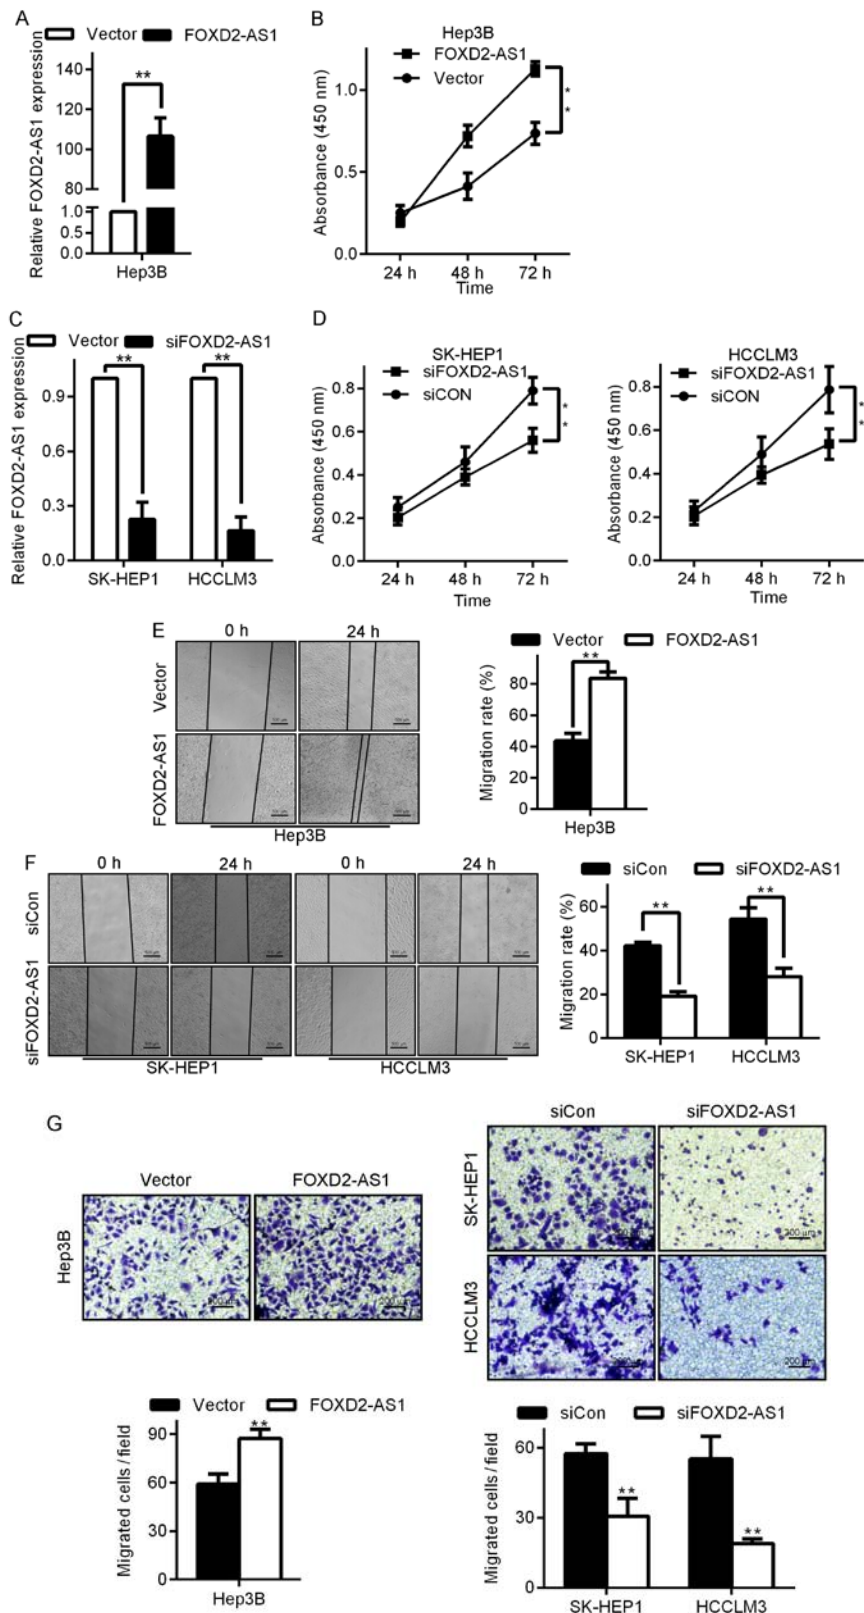 A
Vector FOXD2-AS1
Relative FOXD2-AS1 expression
140
120
100
80
1.0
0.5
0.0
**
Hep3B
B
Hep3B
FOXD2-AS1
Vector
Absorbance (450 nm)
1.0
0.5
0.0
**
24 h 48 h 72 h
Time
C
Vector siFOXD2-AS1
Relative FOXD2-AS1 expression
0.9
0.6
0.3
0.0
** **
SK-HEP1 HCCLM3
D
SK-HEP1
siFOXD2-AS1
siCON
Absorbance (450 nm)
0.8
0.6
0.4
0.2
0.0
**
24 h 48 h 72 h
Time
HCCLM3
siFOXD2-AS1
siCON
Absorbance (450 nm)
0.8
0.6
0.4
0.2
0.0
**
24 h 48 h 72 h
Time
E
0 h 24 h
Vector
FOXD2-AS1
Hep3B
Vector FOXD2-AS1
Migration rate (%)
80
60
40
20
0
**
Hep3B
F
0 h 24 h 0 h 24 h
siCon
siFOXD2-AS1
SK-HEP1 HCCLM3
siCon siFOXD2-AS1
Migration rate (%)
60
40
20
0
** **
SK-HEP1 HCCLM3
G
Vector FOXD2-AS1
Hep3B
200 μm
siCon siFOXD2-AS1
SK-HEP1
200 μm 200 μm
HCCLM3
200 μm
Vector FOXD2-AS1
Migrated cells/field
90
60
30
0
**
Hep3B
siCon siFOXD2-AS1
Migrated cells/field
60
30
0
** **
SK-HEP1 HCCLM3